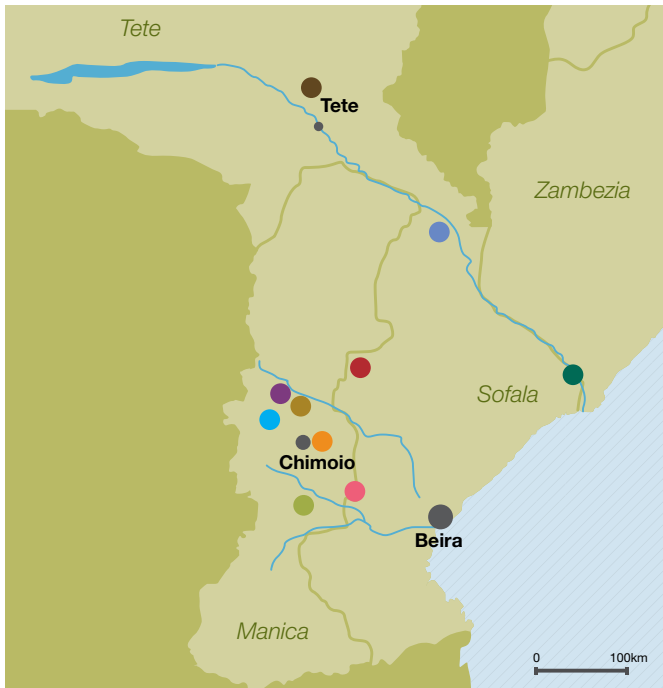 Tete
Tete
Zambezia
Sofala
Chimoio
Beira
Manica
0 100km